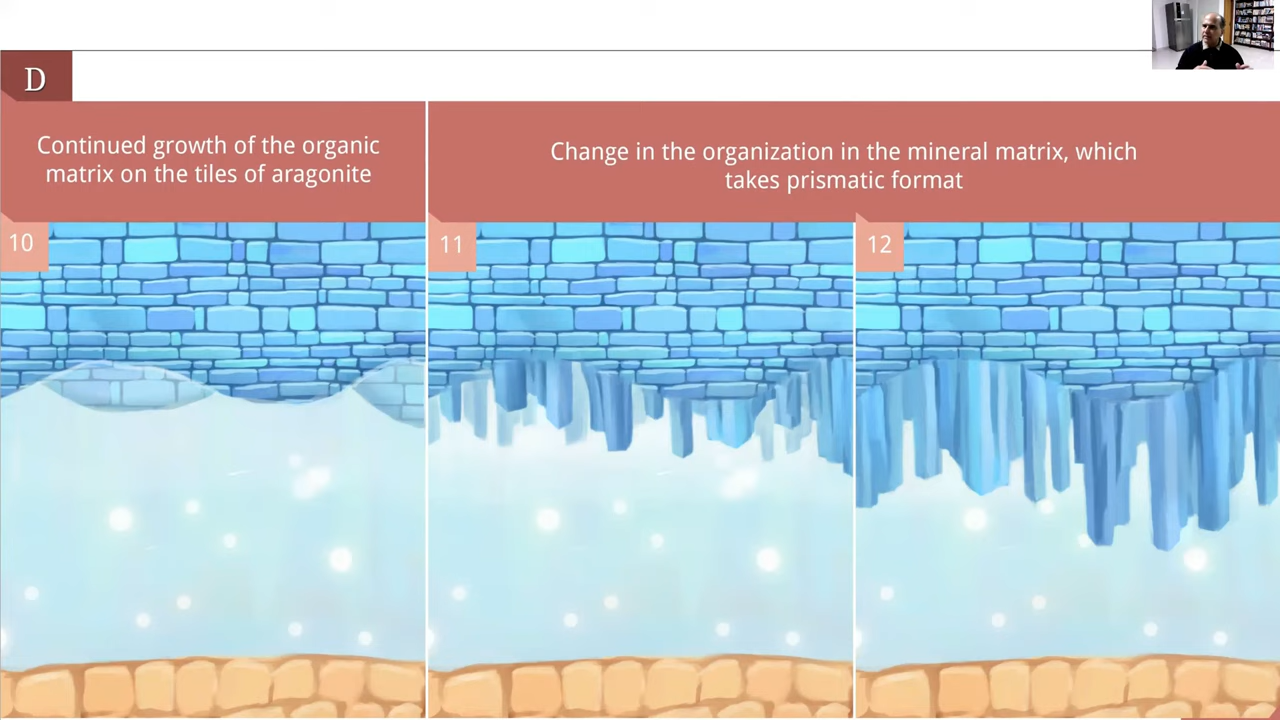 D
Continued growth of the organic
matrix on the tiles of aragonite
Change in the organization in the mineral matrix, which
takes prismatic format
10
11
12